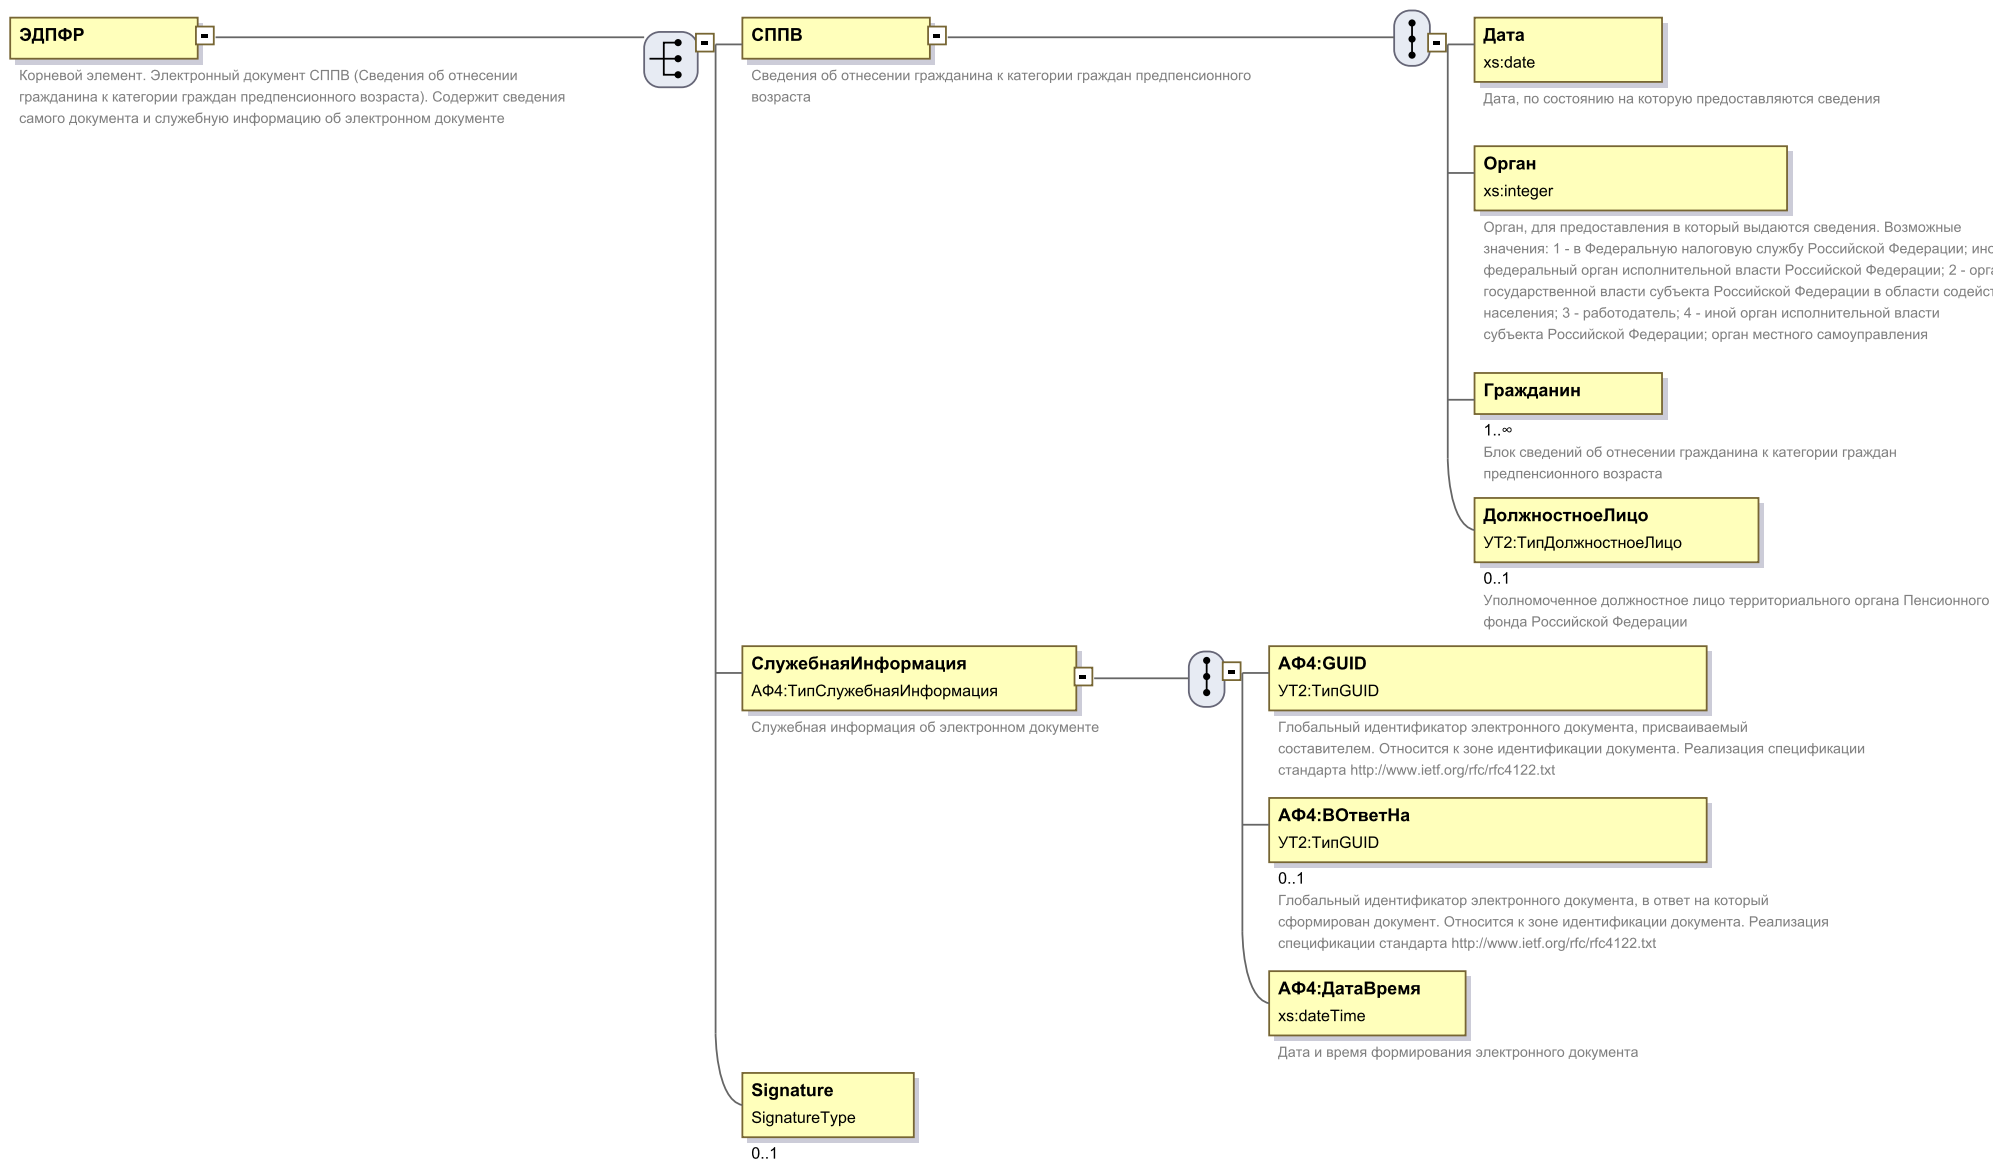 ЭДПФР
Корневой элемент. Электронный документ СППВ (Сведения об отнесении
гражданина к категории граждан предпенсионного возраста). Содержит сведения
самого документа и служебную информацию об электронном документе
СППВ
Сведения об отнесении гражданина к категории граждан предпенсионного
возраста
Дата
xs:date
Дата, по состоянию на которую предоставляются сведения
Орган
xs:integer
Орган, для предоставления в который выдаются сведения. Возможные
значения: 1 - в Федеральную налоговую службу Российской Федерации;
федеральный орган исполнительной власти Российской Федерации; 2 -
государственной власти субъекта Российской Федерации в области
населения; 3 - работодатель; 4 - иной орган исполнительной власти
субъекта Российской Федерации; орган местного самоуправления
Гражданин
1..∞
Блок сведений об отнесении гражданина к категории граждан
предпенсионного возраста
ДолжностноеЛицо
УТ2:ТипДолжностноеЛицо
0..1
Уполномоченное должностное лицо территориального органа Пенсионного
фонда Российской Федерации
СлужебнаяИнформация
АФ4:ТипСлужебнаяИнформация
Служебная информация об электронном документе
АФ4:GUID
УТ2:ТипGUID
Глобальный идентификатор электронного документа, присваиваемый
составителем. Относится к зоне идентификации документа. Реализация спецификации
стандарта http://www.ietf.org/rfc/rfc4122.txt
АФ4:ВОтветНа
УТ2:ТипGUID
0..1
Глобальный идентификатор электронного документа, в ответ на который
сформирован документ. Относится к зоне идентификации документа. Реализация
спецификации стандарта http://www.ietf.org/rfc/rfc4122.txt
АФ4:ДатаВремя
xs:dateTime
Дата и время формирования электронного документа
Signature
SignatureType
0..1